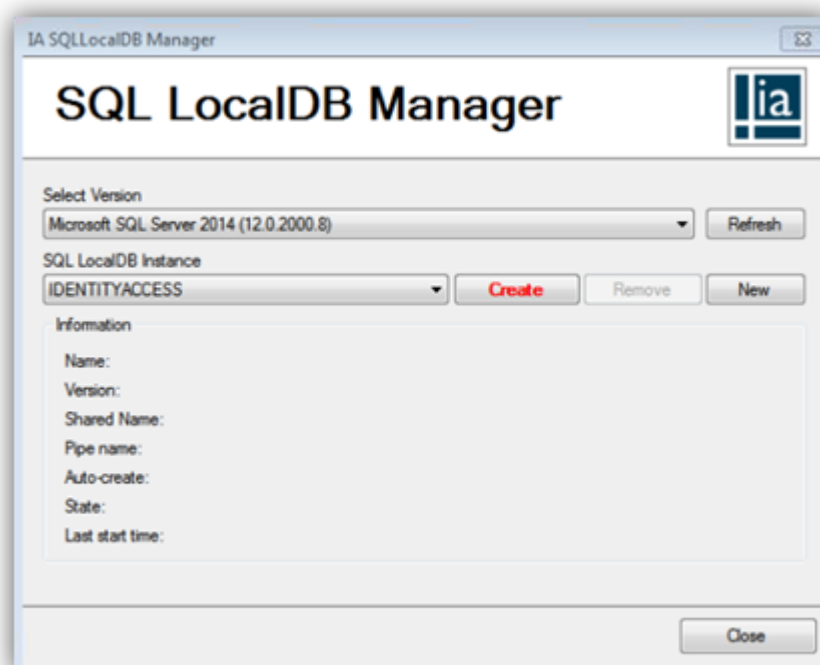 IA SQLLocalDB Manager
SQL LocalDB Manager
ia
Select Version
Microsoft SQL Server 2014 (12.0.2000.8)
Refresh
SQL LocalDB Instance
IDENTITYACCESS
Create
Remove
New
Information
Name:
Version:
Shared Name:
Pipe name:
Auto-create:
State:
Last start time:
Close